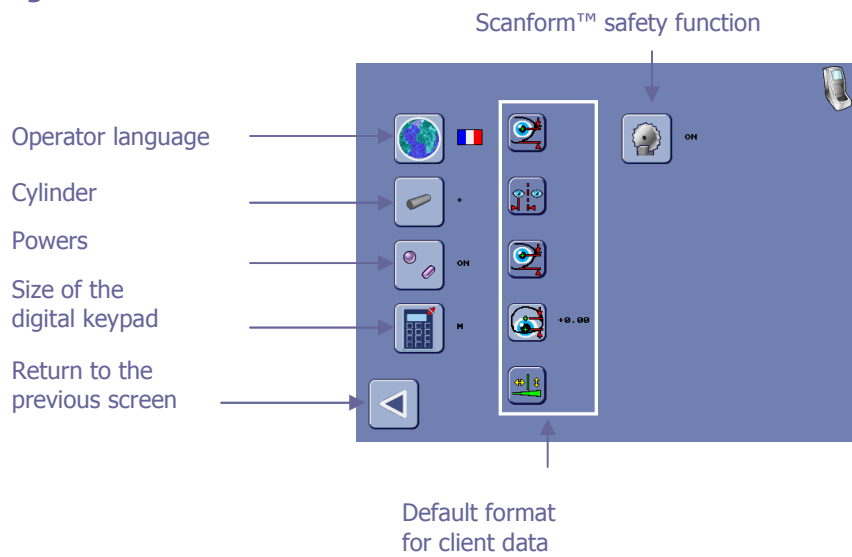 Scanform™ safety function
Operator language
ON
Cylinder
+
Powers
ON
Size of the
digital keypad
M
+0.00
Return to the
previous screen
Default format
for client data